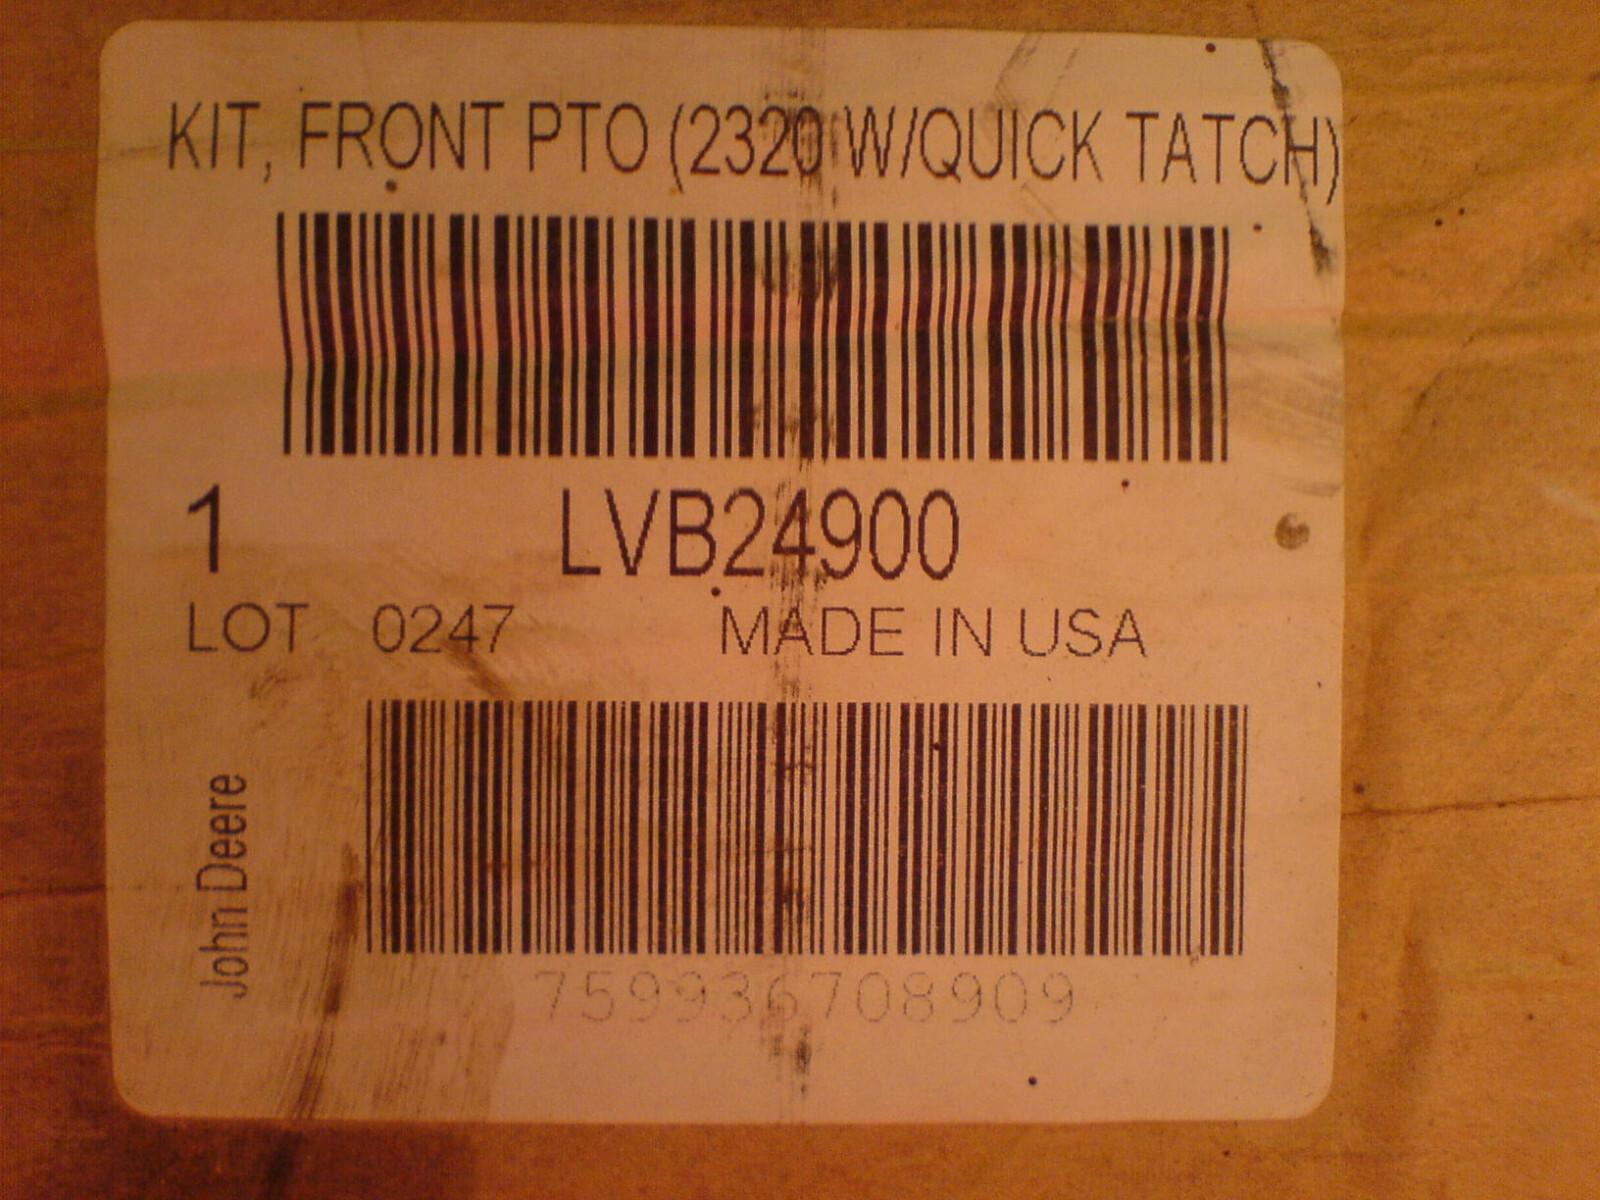 KIT, FRONT PTO (2320 W/QUICK TATCH)
1 LVB24900
LOT 0247 MADE IN USA
John Deere
759936708909